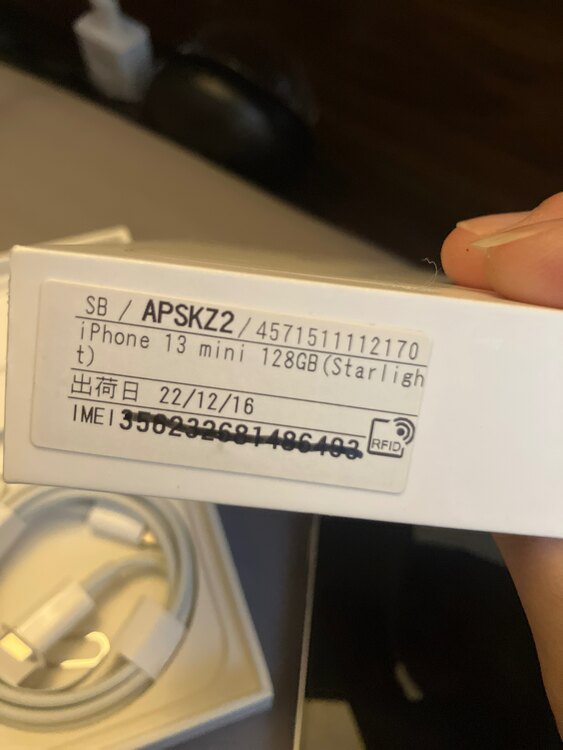 SB / APSKZ2 / 4571511112170
iPhone 13 mini 128GB(Starligh
t)
出荷日 22/12/16
IMEI
RFID